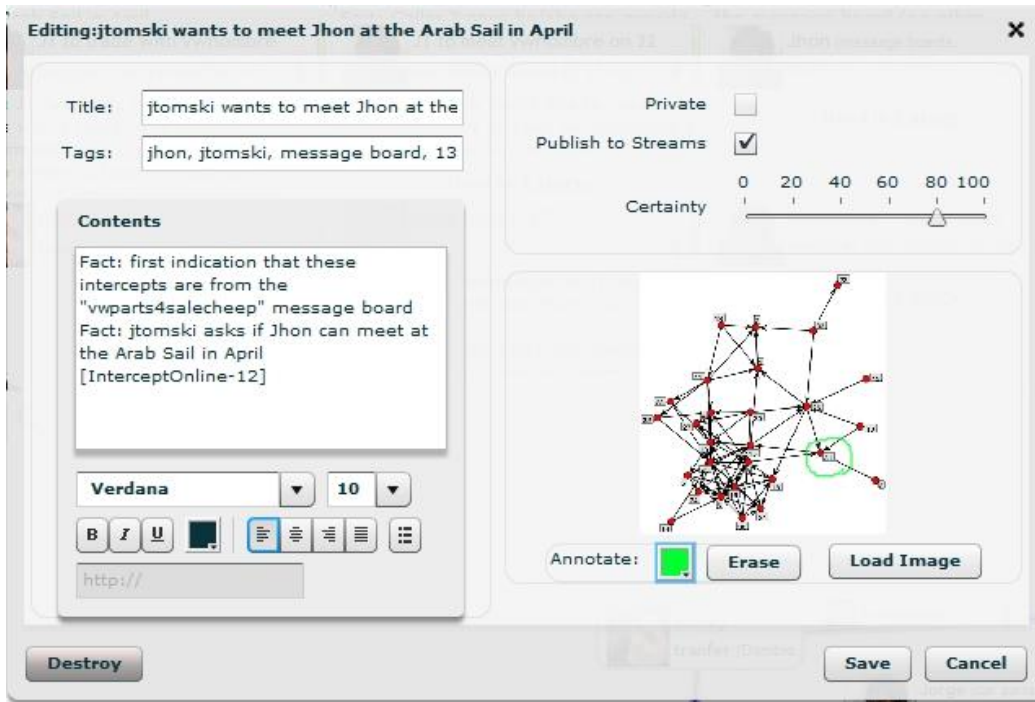 Editing:jtomski wants to meet Jhon at the Arab Sail in April
Title:
jtomski wants to meet Jhon at the
Tags:
jhon, jtomski, message board, 13
Contents
Fact: first indication that these
intercepts are from the
"vwparts4salecheep" message board
Fact: jtomski asks if Jhon can meet at
the Arab Sail in April
[InterceptOnline-12]
Verdana
10
B I U
http://
Private
Publish to Streams
0 20 40 60 80 100
Certainty
Annotate:
Erase
Load Image
Destroy
Save
Cancel